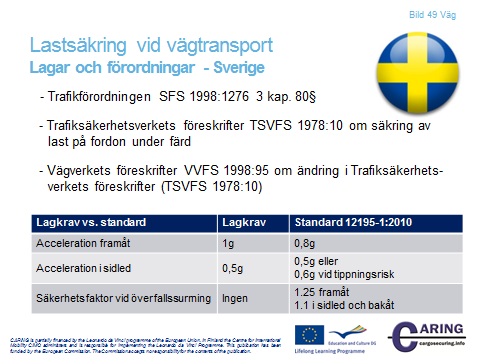 Bild 49 Väg
Lastsäkring vid vägtransport
Lagar och förordningar - Sverige
- Trafikförordningen SFS 1998:1276 3 kap. 80§
- Trafiksäkerhetsverkets föreskrifter TSVFS 1978:10 om säkring av
last på fordon under färd
- Vägverkets föreskrifter VVFS 1998:95 om ändring i Trafiksäkerhets-
verkets föreskrifter (TSVFS 1978:10)
Lagkrav vs. standard Lagkrav Standard 12195-1:2010
Acceleration framåt 1g 0,8g
Acceleration i sidled 0,5g 0,5g eller
0,6g vid tippningsrisk
Säkerhetsfaktor vid överfallssurrning Ingen 1.25 framåt
1.1 i sidled och bakåt
CARING is partially financed by the Leonardo da Vinci programme of the European Union. In Finland the Centre for International
Mobility CIMO administers and is responsible for implementing the Leonardo da Vinci Programme. This publication has been
funded by the European Commission. The Commission accepts no responsibility for the contents of the publication.
Education and Culture DG
Lifelong Learning Programme
CARING
cargosecuring.info